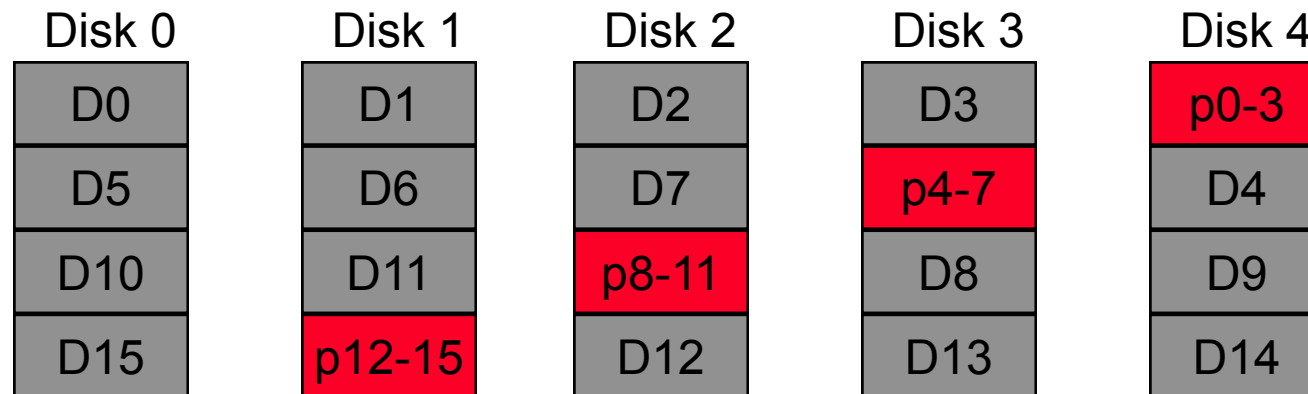 Disk 0 Disk 1 Disk 2 Disk 3 Disk 4
D0 D1 D2 D3 p0-3
D5 D6 D7 p4-7 D4
D10 D11 p8-11 D8 D9
D15 p12-15 D12 D13 D14